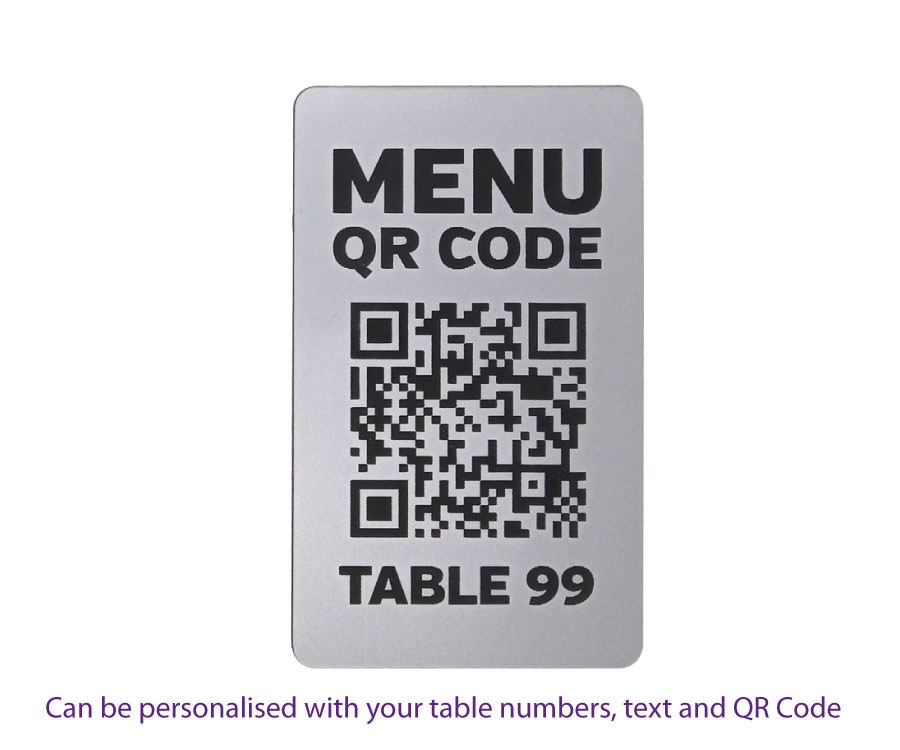 MENU
QR CODE
TABLE 99
Can be personalised with your table numbers, text and QR Code